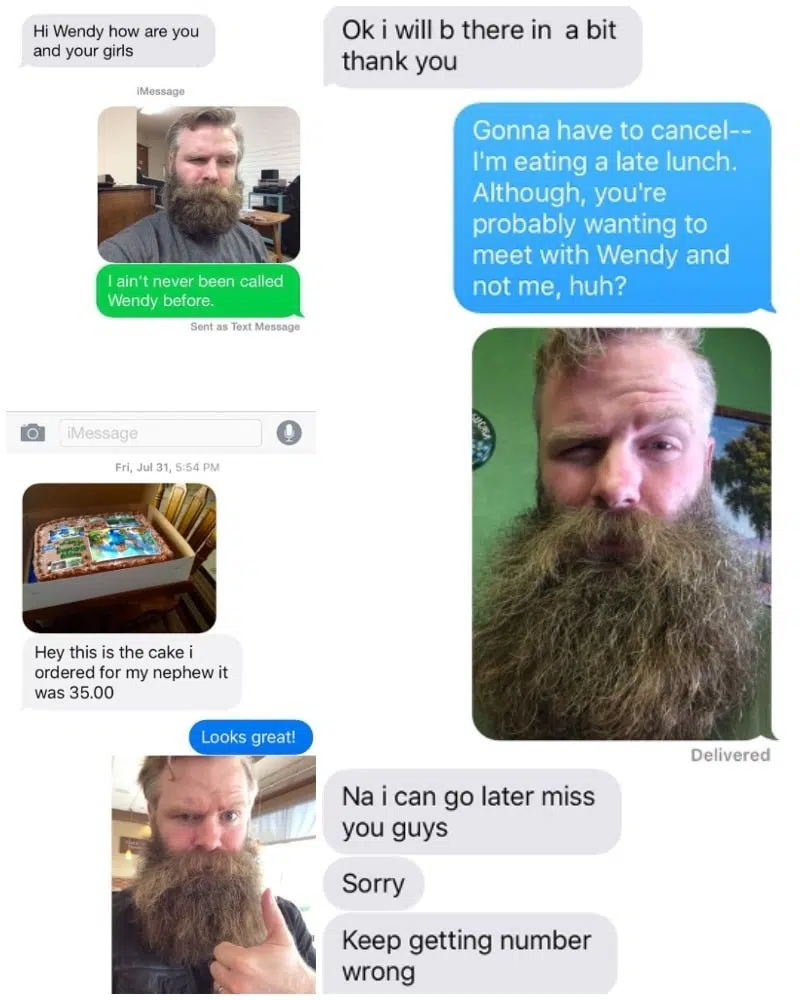 Hi Wendy how are you
and your girls
iMessage
I ain't never been called
Wendy before.
Sent as Text Message
iMessage
Fri, Jul 31, 5:54 PM
Hey this is the cake i
ordered for my nephew it
was 35.00
Looks great!
Ok i will b there in a bit
thank you
Gonna have to cancel--
I'm eating a late lunch.
Although, you're
probably wanting to
meet with Wendy and
not me, huh?
Delivered
Na i can go later miss
you guys
Sorry
Keep getting number
wrong